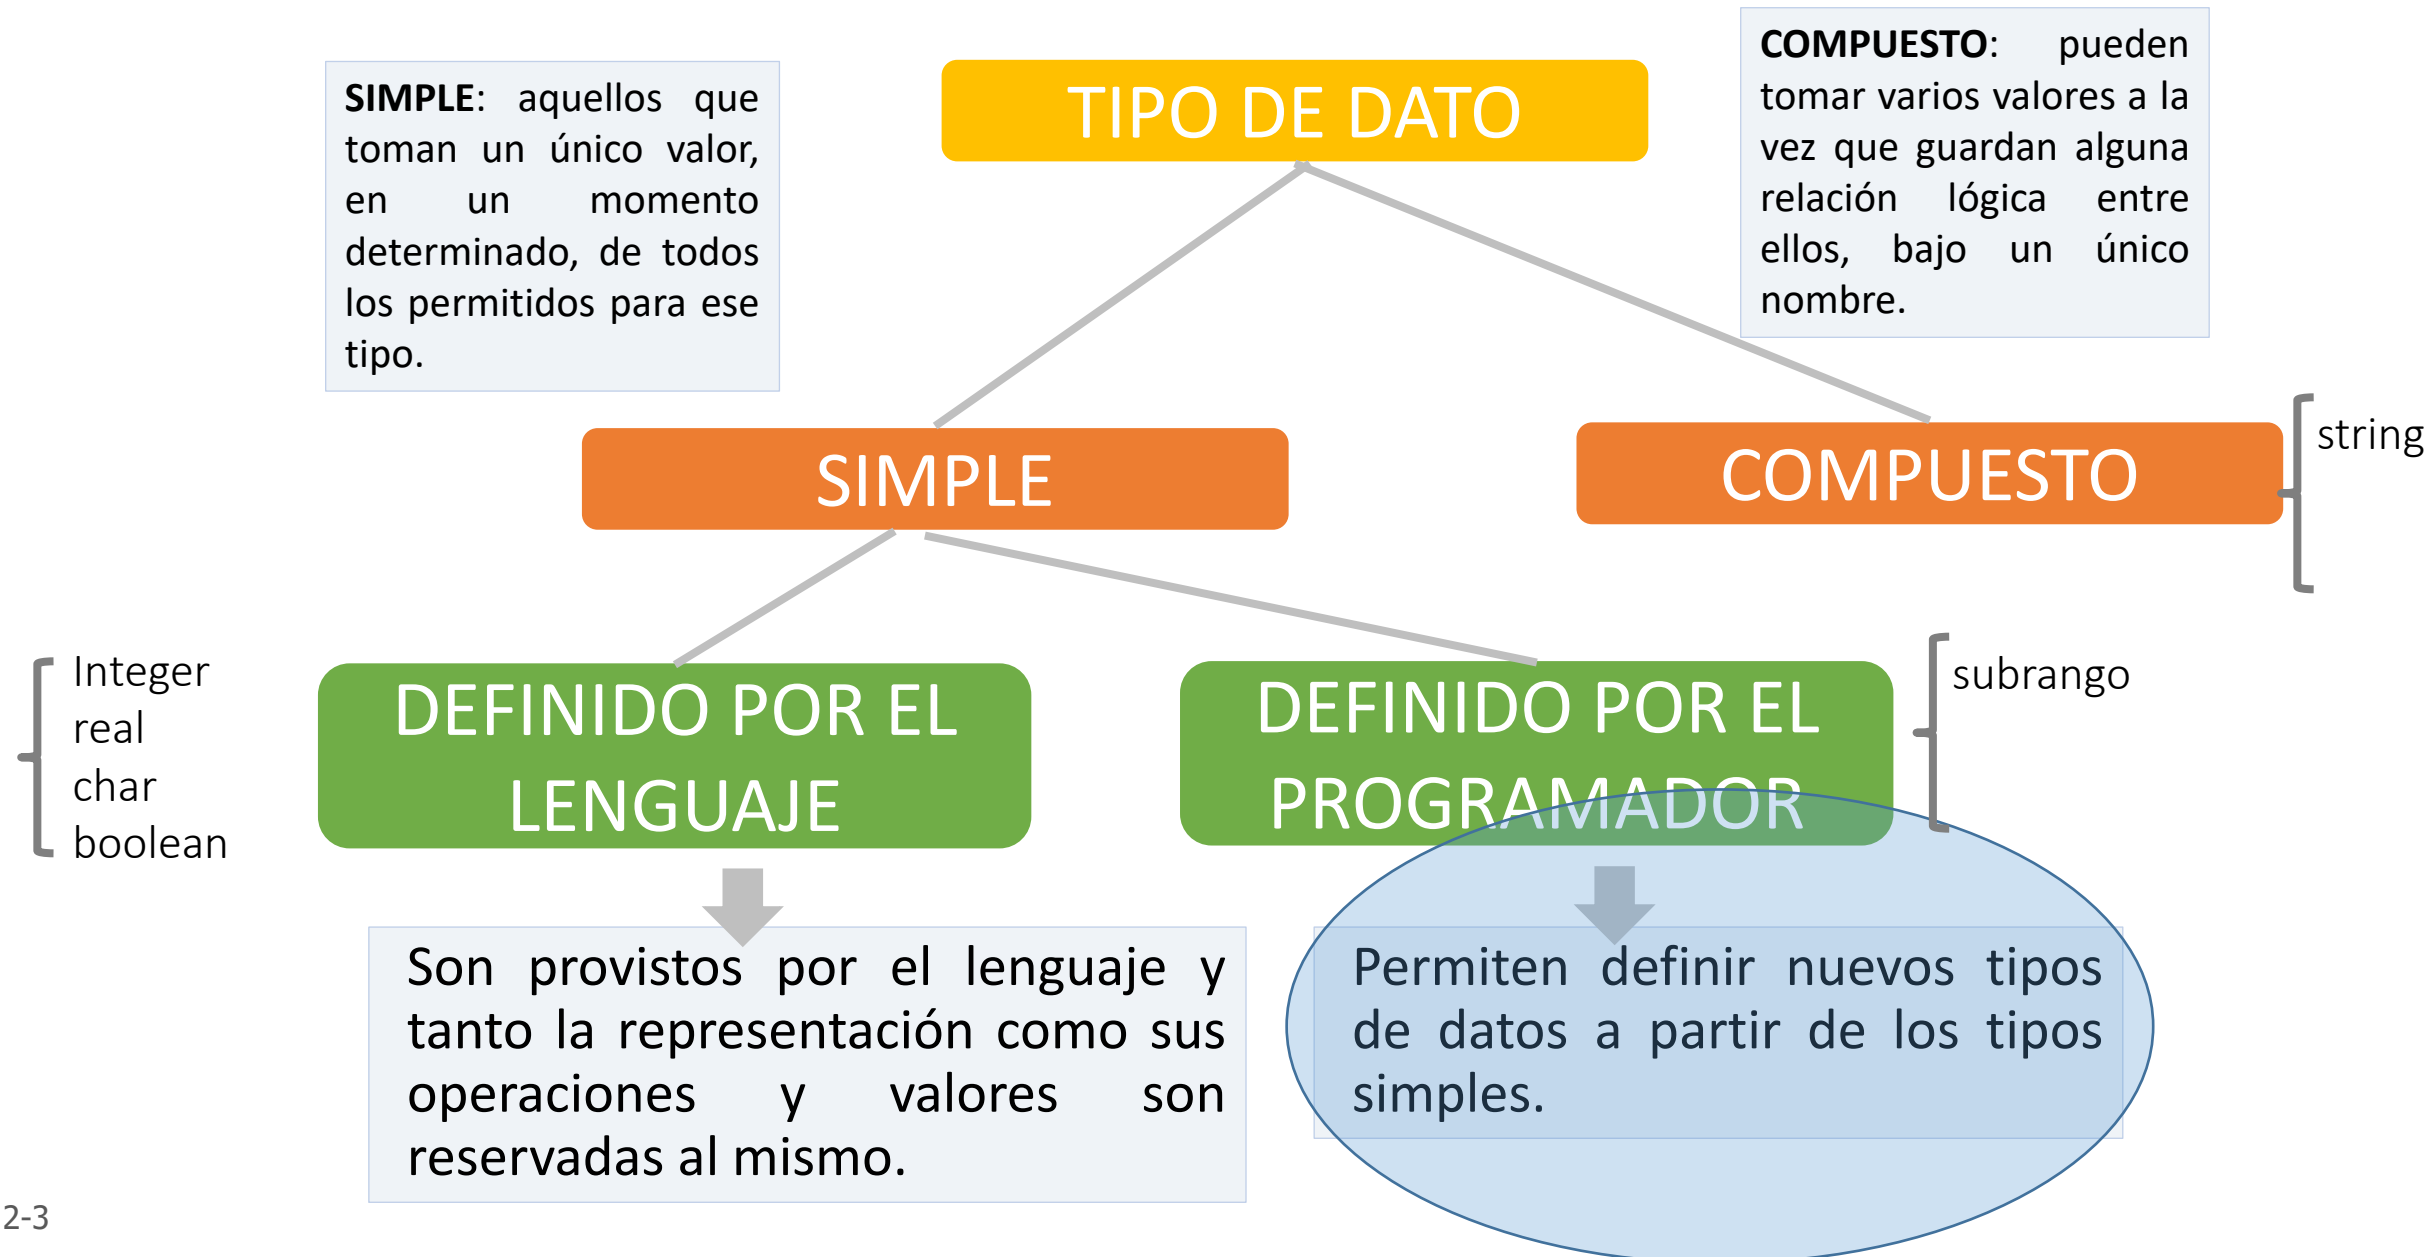 SIMPLE: aquellos que
toman un único valor,
en un momento
determinado, de todos
los permitidos para ese
tipo.
TIPO DE DATO
COMPUESTO: pueden
tomar varios valores a la
vez que guardan alguna
relación lógica entre
ellos, bajo un único
nombre.
SIMPLE
COMPUESTO
string
Integer
real
char
boolean
DEFINIDO POR EL
LENGUAJE
DEFINIDO POR EL
PROGRAMADOR
subrango
Son provistos por el lenguaje y
tanto la representación como sus
operaciones y valores son
reservadas al mismo.
Permiten definir nuevos tipos
de datos a partir de los tipos
simples.
2-3